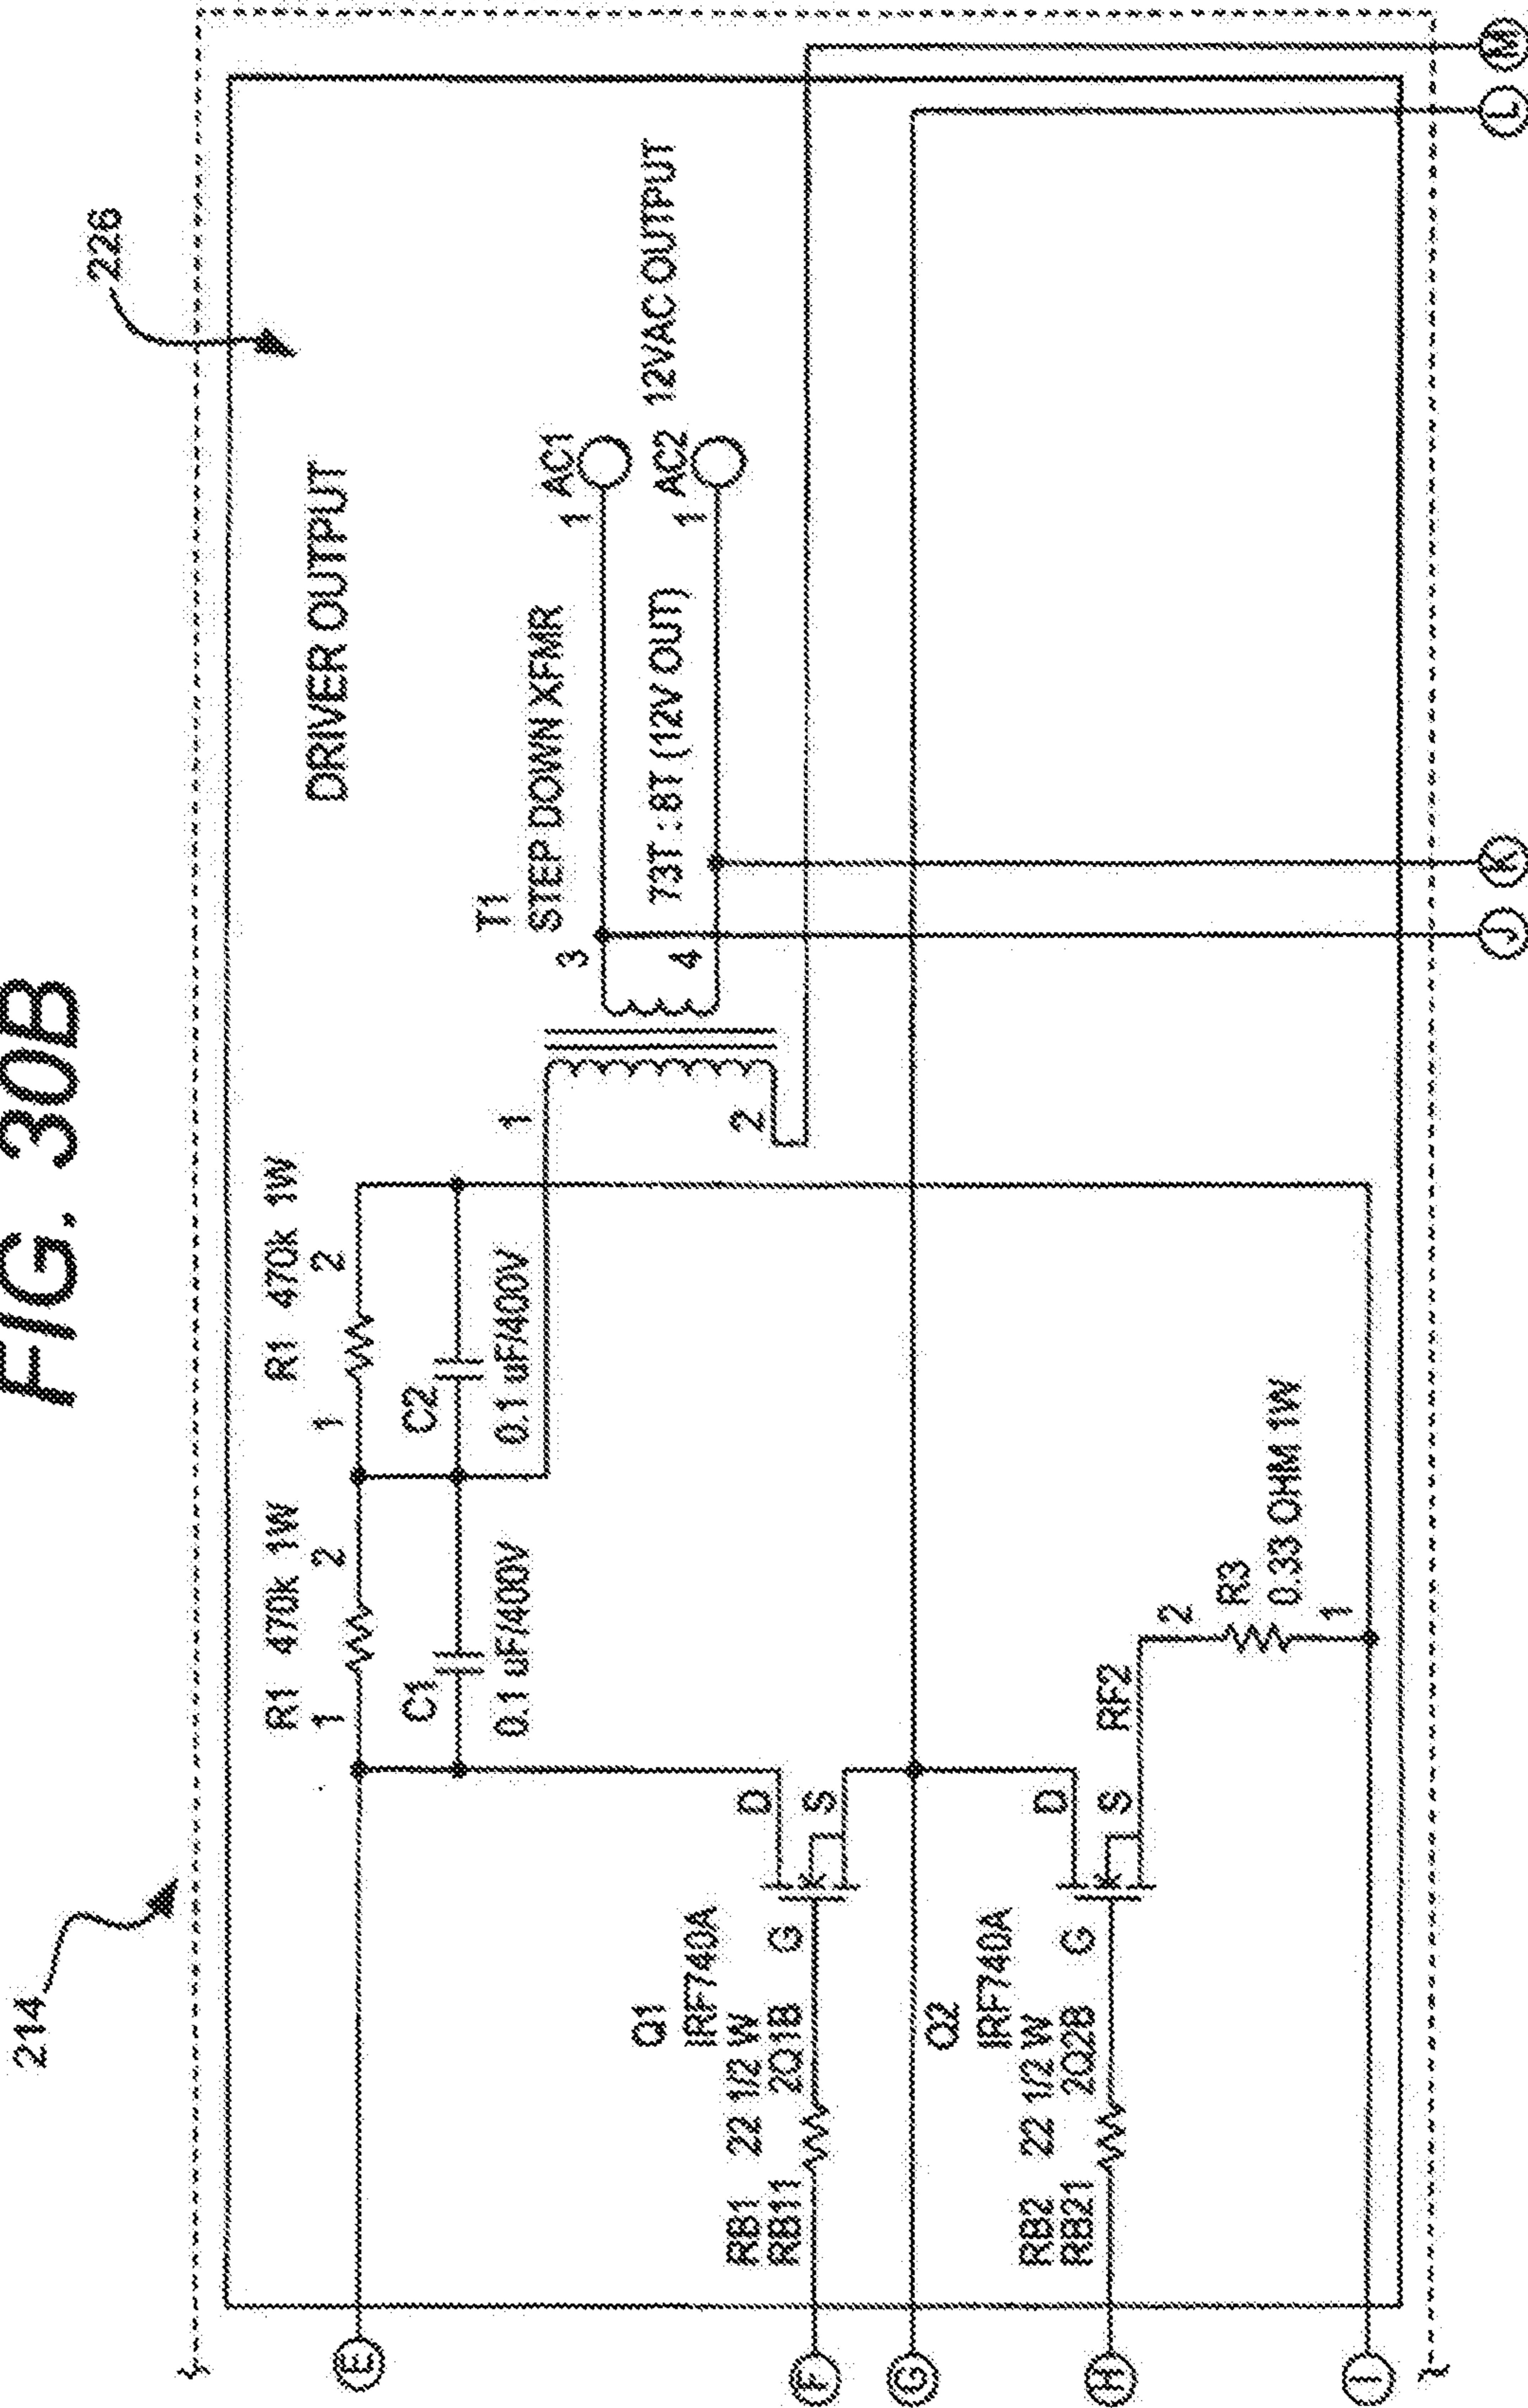 FIG. 30B
214
226
DRIVER OUTPUT
R1 470k 1W
1 2
R1 470k 1W
1 2
C1
0.1 uF/400V
C2
0.1 uF/400V
T1
STEP DOWN XFMR
73T : 8T (12V OUT)
1
2
3
4
1 AC1
1 AC2
12VAC OUTPUT
Q1
IRF740A
RB1 22 1/2 W
RB11 2Q1B G
D
S
Q2
IRF740A
RB2 22 1/2 W
RB21 2Q2B G
D
S
RF2
2
R3
0.33 OHM 1W
1
E
F
G
H
I
J
K
L
M